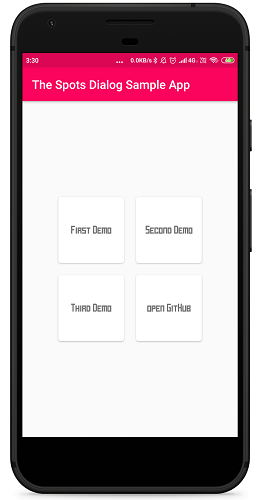 3:30 ... 0.0KB/s 4G
The Spots Dialog Sample App
First Demo
Second Demo
Third Demo
open GitHub